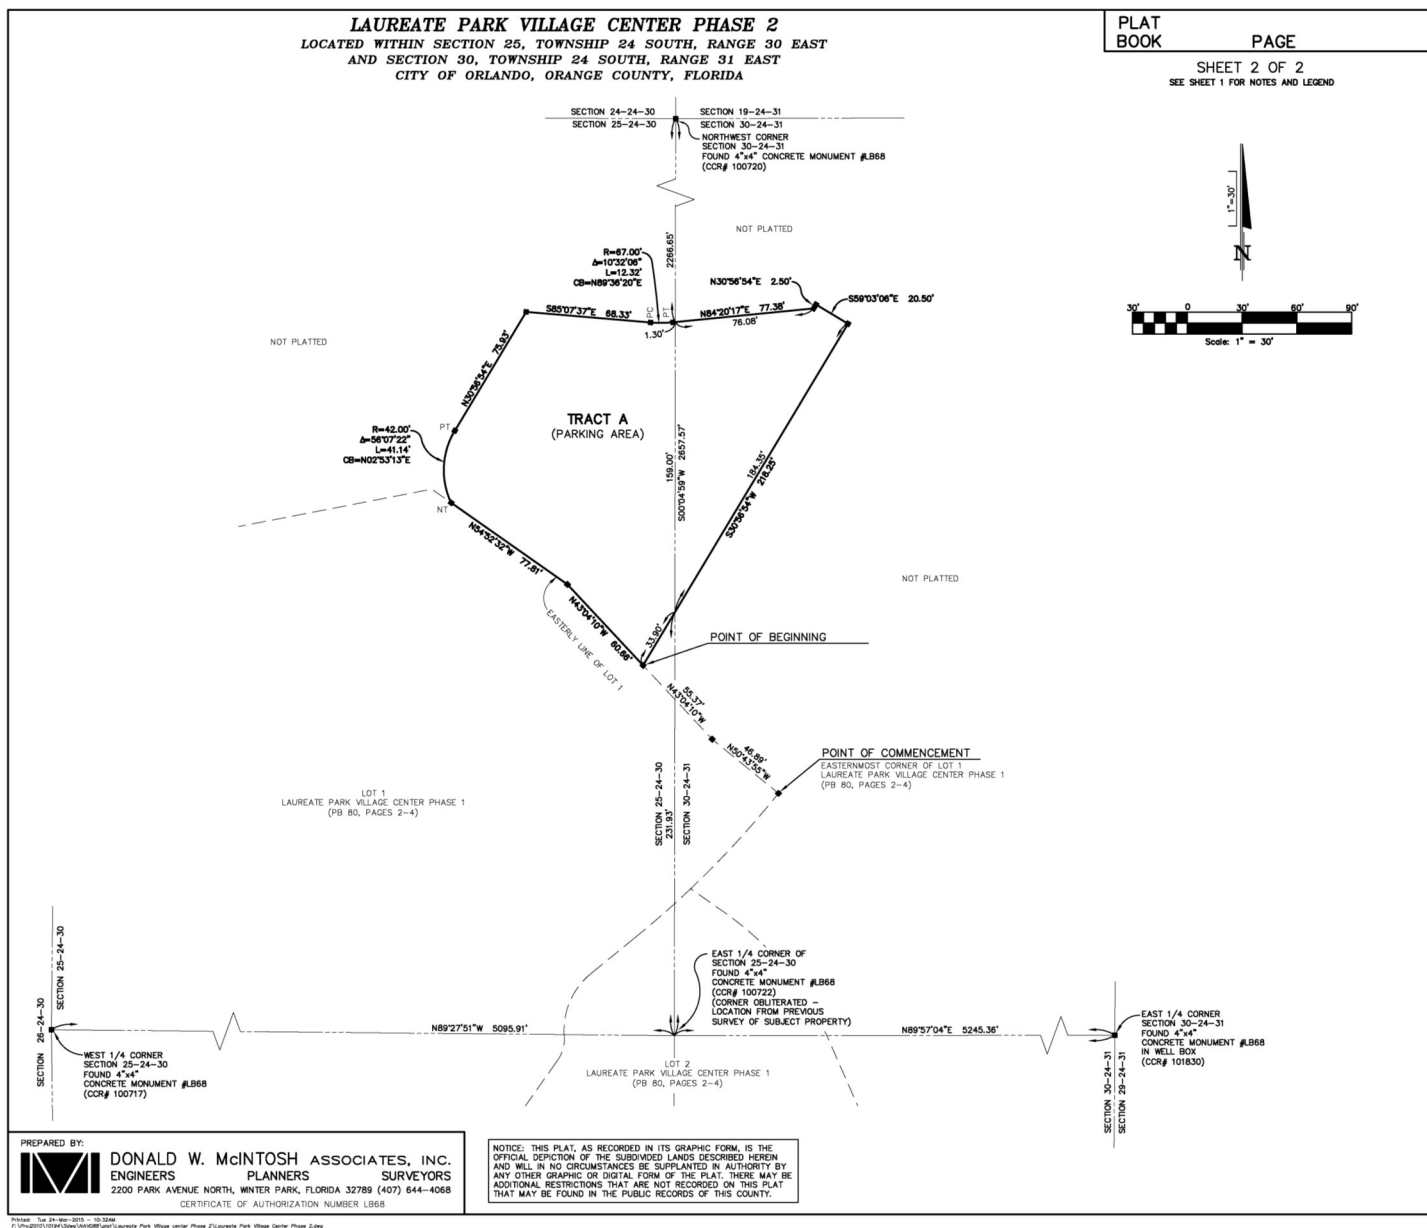 LAUREATE PARK VILLAGE CENTER PHASE 2
LOCATED WITHIN SECTION 25, TOWNSHIP 24 SOUTH, RANGE 30 EAST
AND SECTION 30, TOWNSHIP 24 SOUTH, RANGE 31 EAST
CITY OF ORLANDO, ORANGE COUNTY, FLORIDA
PLAT
BOOK PAGE
SHEET 2 OF 2
SEE SHEET 1 FOR NOTES AND LEGEND
SECTION 24-24-30 SECTION 19-24-31
SECTION 25-24-30 SECTION 30-24-31
NORTHWEST CORNER
SECTION 30-24-31
FOUND 4"x4" CONCRETE MONUMENT #LB68
(CCR# 100720)
1"=30'
N
NOT PLATTED
2266.65'
R=67.00'
Δ=10°32'06"
L=12.32'
CB=N89°36'20"E
N30°56'54"E 2.50'
S59°03'06"E 20.50'
30' 0 30' 60' 90'
Scale: 1" = 30'
S85°07'37"E 68.33'
PC
PT
N84°20'17"E 77.38'
76.08'
1.30'
NOT PLATTED
N30°56'54"E 75.93'
TRACT A
(PARKING AREA)
PT
R=42.00'
Δ=56°07'22"
L=41.14'
CB=N02°53'13"E
159.00'
S00°04'59"W 2657.57'
184.35'
S30°56'54"W 218.25'
NT
N54°52'32"W 77.81'
NOT PLATTED
N43°04'10"W 60.66'
EASTERLY LINE OF LOT 1
33.90'
POINT OF BEGINNING
55.37'
N43°04'10"W
46.89'
N50°43'55"W
POINT OF COMMENCEMENT
EASTERNMOST CORNER OF LOT 1
LAUREATE PARK VILLAGE CENTER PHASE 1
(PB 80, PAGES 2-4)
LOT 1
LAUREATE PARK VILLAGE CENTER PHASE 1
(PB 80, PAGES 2-4)
SECTION 25-24-30
231.93'
SECTION 30-24-31
SECTION 26-24-30
SECTION 25-24-30
EAST 1/4 CORNER OF
SECTION 25-24-30
FOUND 4"x4"
CONCRETE MONUMENT #LB68
(CCR# 100722)
(CORNER OBLITERATED -
LOCATION FROM PREVIOUS
SURVEY OF SUBJECT PROPERTY)
N89°27'51"W 5095.91'
N89°57'04"E 5245.36'
EAST 1/4 CORNER
SECTION 30-24-31
FOUND 4"x4"
CONCRETE MONUMENT #LB68
IN WELL BOX
(CCR# 101830)
WEST 1/4 CORNER
SECTION 25-24-30
FOUND 4"x4"
CONCRETE MONUMENT #LB68
(CCR# 100717)
LOT 2
LAUREATE PARK VILLAGE CENTER PHASE 1
(PB 80, PAGES 2-4)
SECTION 30-24-31
SECTION 29-24-31
PREPARED BY:
DONALD W. McINTOSH ASSOCIATES, INC.
ENGINEERS PLANNERS SURVEYORS
2200 PARK AVENUE NORTH, WINTER PARK, FLORIDA 32789 (407) 644-4068
CERTIFICATE OF AUTHORIZATION NUMBER LB68
NOTICE: THIS PLAT, AS RECORDED IN ITS GRAPHIC FORM, IS THE
OFFICIAL DEPICTION OF THE SUBDIVIDED LANDS DESCRIBED HEREIN
AND WILL IN NO CIRCUMSTANCES BE SUPPLANTED IN AUTHORITY BY
ANY OTHER GRAPHIC OR DIGITAL FORM OF THE PLAT. THERE MAY BE
ADDITIONAL RESTRICTIONS THAT ARE NOT RECORDED ON THIS PLAT
THAT MAY BE FOUND IN THE PUBLIC RECORDS OF THIS COUNTY.
Printed: Tue 24-Mar-2015 - 10:32AM
Laureate Park Village Center Phase 2.dwg